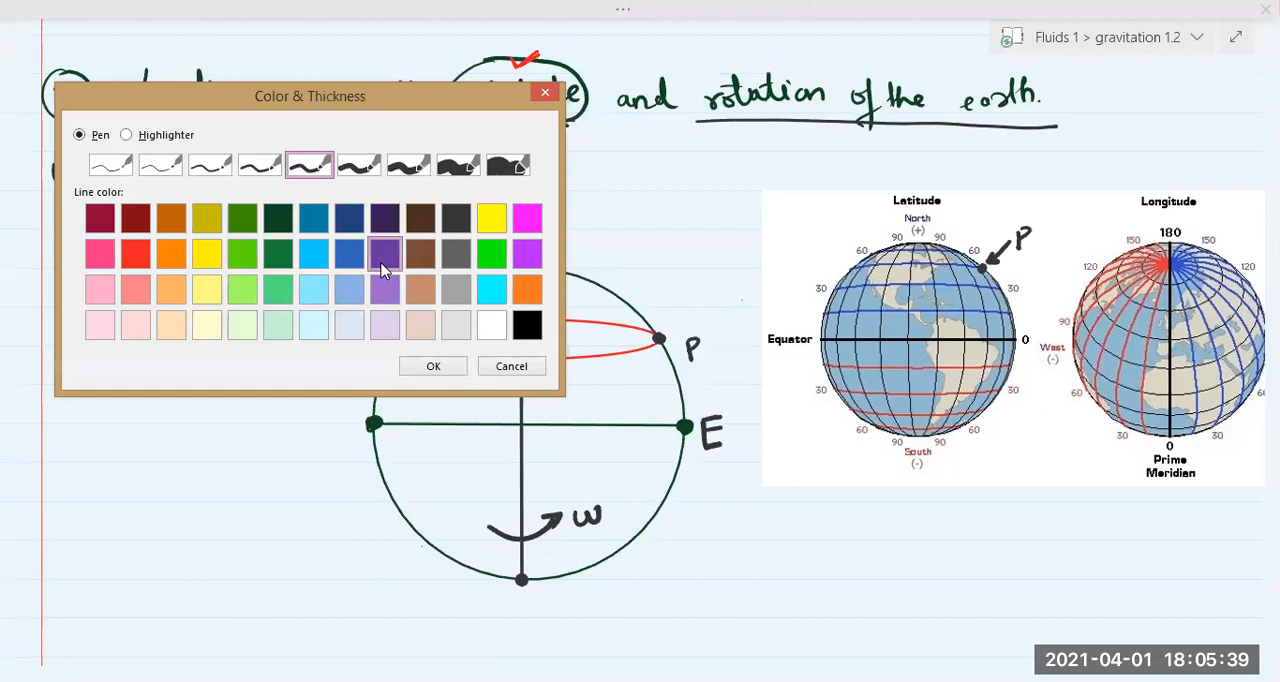 Fluids 1 > gravitation 1.2
and rotation of the earth.
Color & Thickness
Pen Highlighter
Line color:
OK Cancel
P
E
ω
Latitude
North
(+)
90 90
60 60
P
30 30
Equator 0
30 30
60 60
90 90
South
(-)
Longitude
180
150 150
120 120
90
West
(-)
60 6
30 30
0
Prime
Meridian
2021-04-01 18:05:39